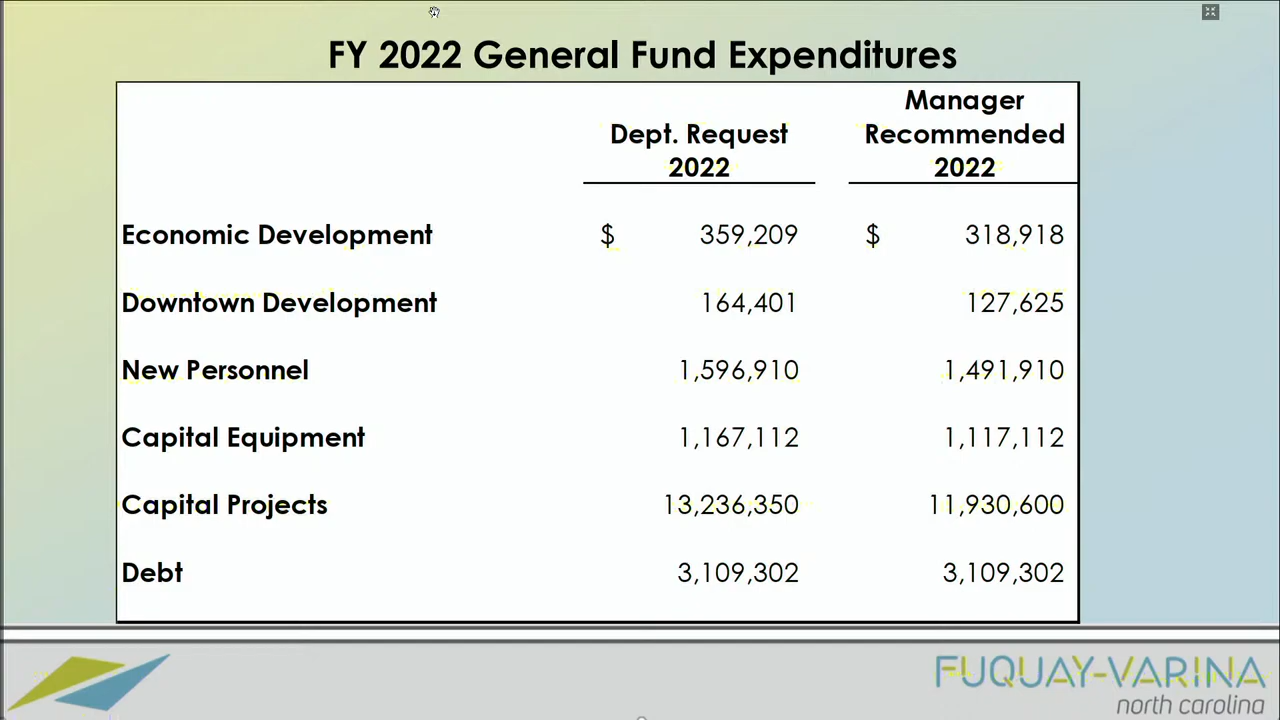 FY 2022 General Fund Expenditures
Manager
Dept. Request Recommended
2022 2022
Economic Development $ 359,209 $ 318,918
Downtown Development 164,401 127,625
New Personnel 1,596,910 1,491,910
Capital Equipment 1,167,112 1,117,112
Capital Projects 13,236,350 11,930,600
Debt 3,109,302 3,109,302
FUQUAY-VARINA
north carolina